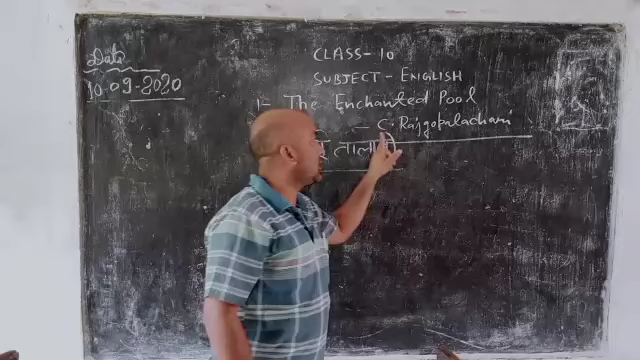 Date
10-09-2020
CLASS-10
SUBJECT-ENGLISH
1- The Enchanted Pool
- C. Rajgopalachari